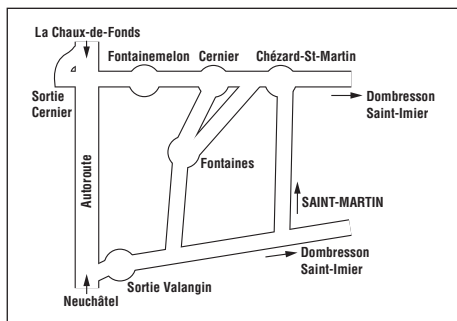 La Chaux-de-Fonds
Fontainemelon
Cernier
Chézard-St-Martin
Sortie
Cernier
Dombresson
Saint-Imier
Autoroute
Fontaines
SAINT-MARTIN
Dombresson
Saint-Imier
Sortie Valangin
Neuchâtel